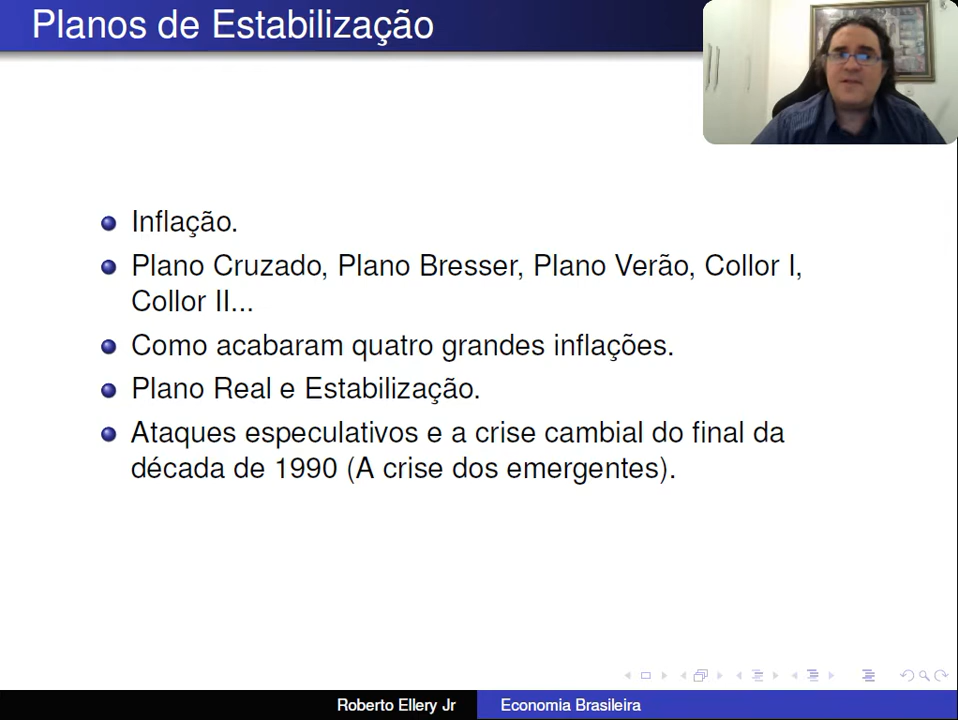 Planos de Estabilização
Inflação.
Plano Cruzado, Plano Bresser, Plano Verão, Collor I,
Collor II...
Como acabaram quatro grandes inflações.
Plano Real e Estabilização.
Ataques especulativos e a crise cambial do final da
década de 1990 (A crise dos emergentes).
Roberto Ellery Jr
Economia Brasileira